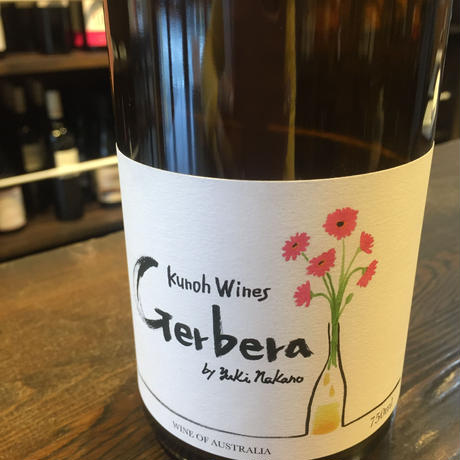 Kunoh Wines
Gerbera
by Yuki Nakano
WINE OF AUSTRALIA
750ml